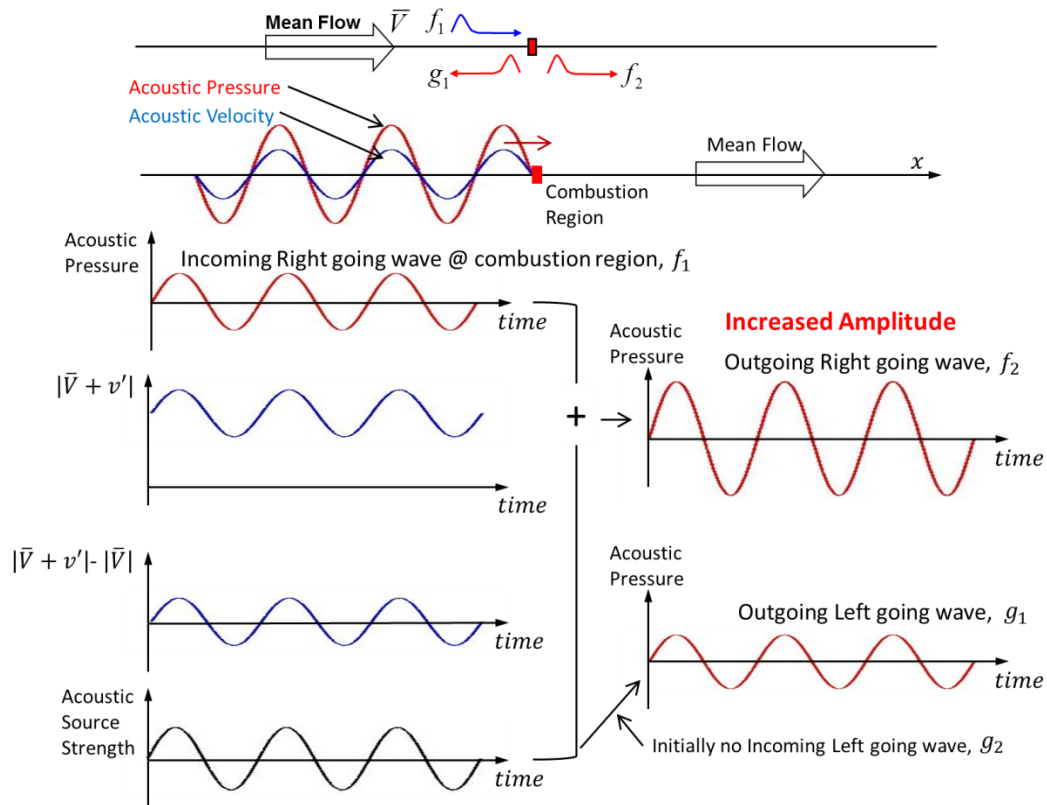 Mean Flow V̄ f₁
g₁ f₂
Acoustic Pressure
Acoustic Velocity
Mean Flow
x
Combustion
Region
Acoustic
Pressure
Incoming Right going wave @ combustion region, f₁
time
Increased Amplitude
Acoustic
Pressure
Outgoing Right going wave, f₂
|V̄ + v′|
+
time
time
|V̄ + v′|- |V̄|
Acoustic
Pressure
Outgoing Left going wave, g₁
time
time
Acoustic
Source
Strength
Initially no Incoming Left going wave, g₂
time